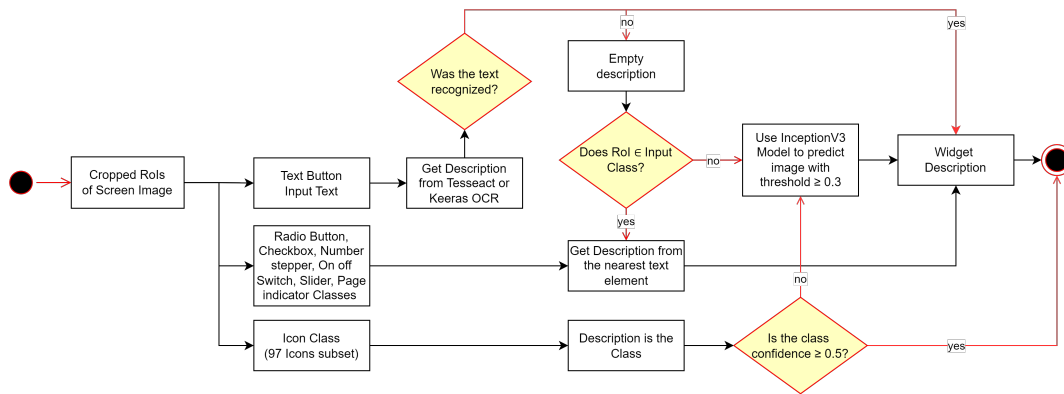 no
yes
Was the text
recognized?
Empty
description
Does RoI ∈ Input
Class?
no
Use InceptionV3
Model to predict
image with
threshold ≥ 0.3
Widget
Description
Cropped RoIs
of Screen Image
Text Button
Input Text
Get Description
from Tesseact or
Keeras OCR
yes
Radio Button,
Checkbox, Number
stepper, On off
Switch, Slider, Page
indicator Classes
Get Description from
the nearest text
element
no
Icon Class
(97 Icons subset)
Description is the
Class
Is the class
confidence ≥ 0.5?
yes